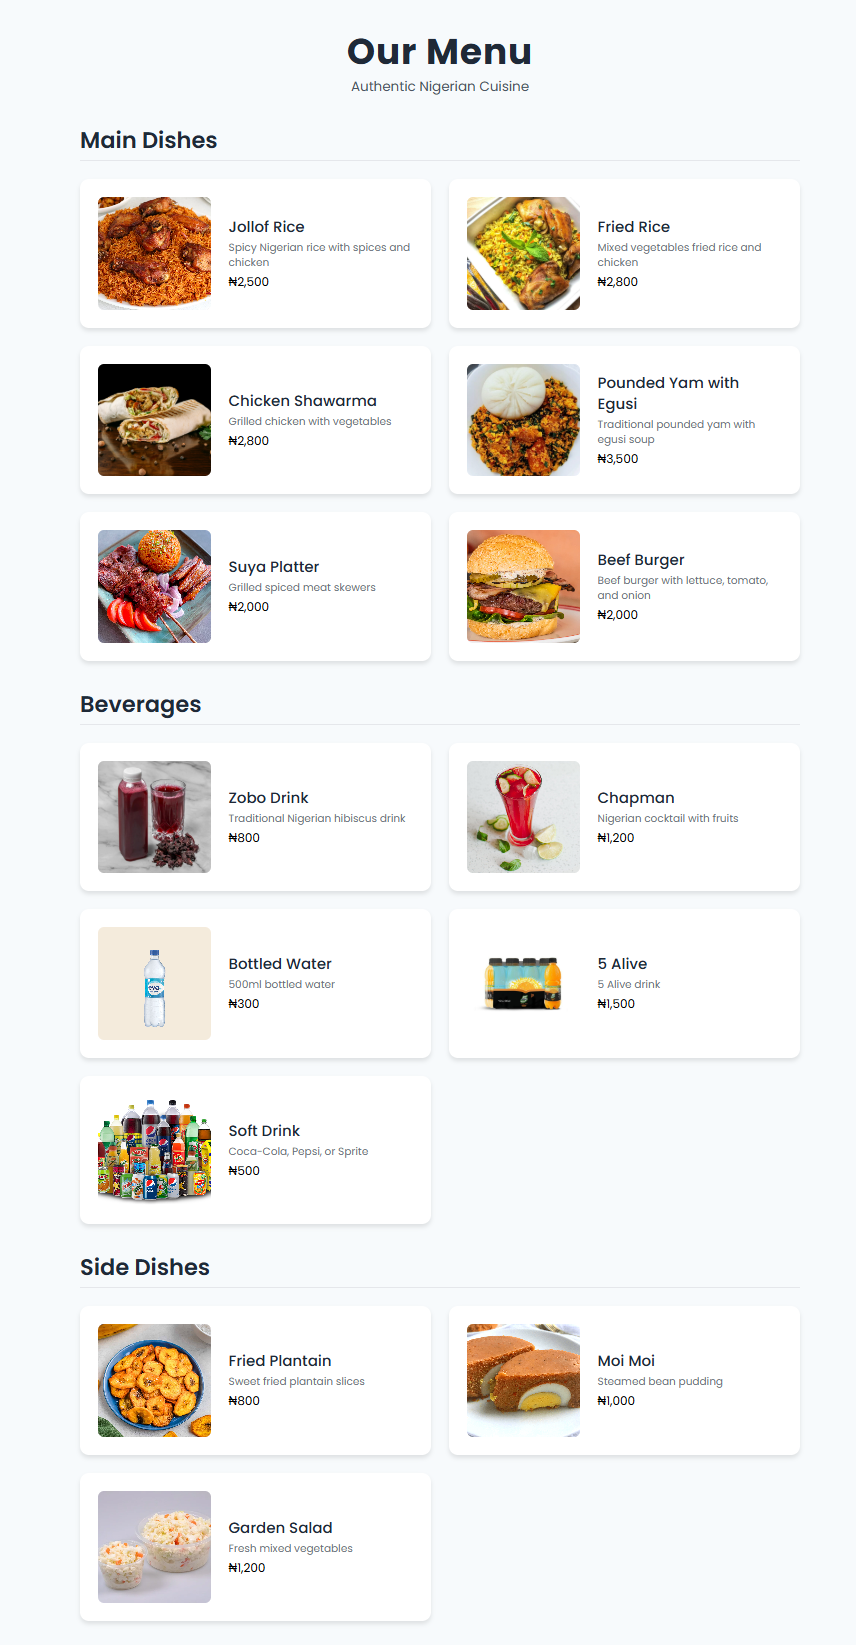 Our Menu
Authentic Nigerian Cuisine
Main Dishes
Jollof Rice
Spicy Nigerian rice with spices and
chicken
₦2,500
Fried Rice
Mixed vegetables fried rice and
chicken
₦2,800
Chicken Shawarma
Grilled chicken with vegetables
₦2,800
Pounded Yam with
Egusi
Traditional pounded yam with
egusi soup
₦3,500
Suya Platter
Grilled spiced meat skewers
₦2,000
Beef Burger
Beef burger with lettuce, tomato,
and onion
₦2,000
Beverages
Zobo Drink
Traditional Nigerian hibiscus drink
₦800
Chapman
Nigerian cocktail with fruits
₦1,200
eva
Bottled Water
500ml bottled water
₦300
5 Alive
5 Alive drink
₦1,500
Soft Drink
Coca-Cola, Pepsi, or Sprite
₦500
Side Dishes
Fried Plantain
Sweet fried plantain slices
₦800
Moi Moi
Steamed bean pudding
₦1,000
Garden Salad
Fresh mixed vegetables
₦1,200